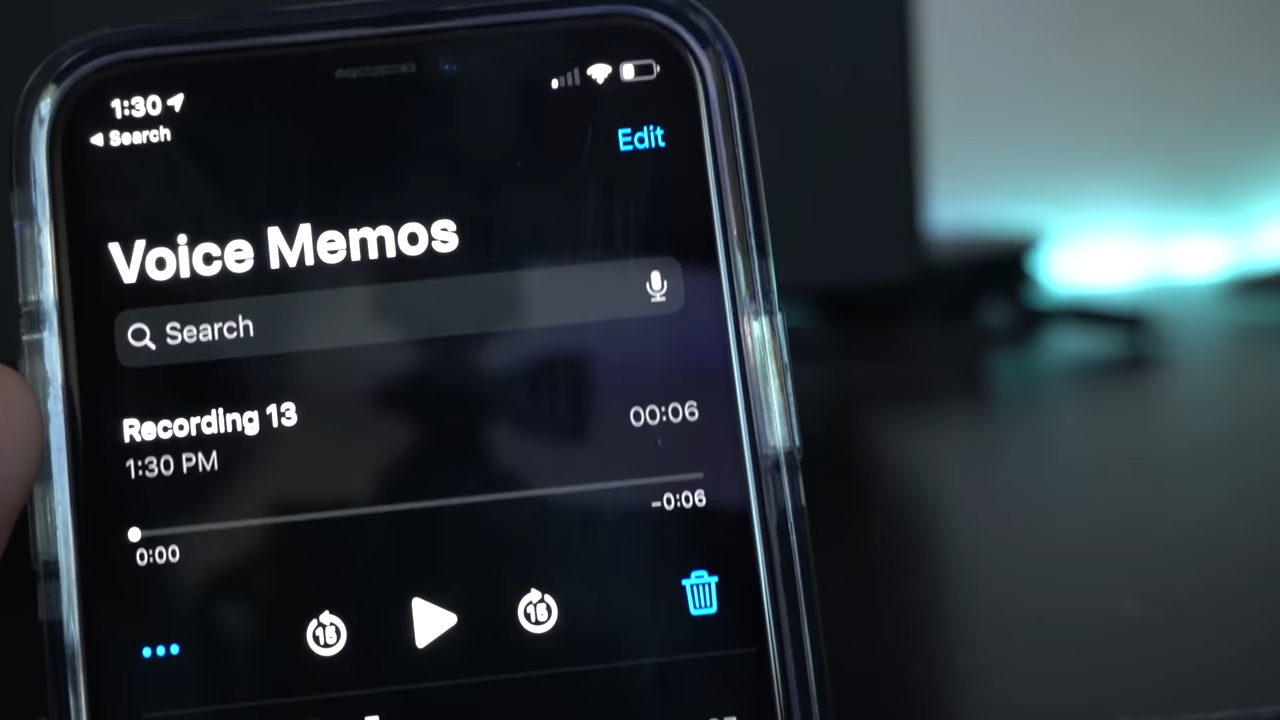 1:30
Search
Edit
Voice Memos
Search
Recording 13
00:06
1:30 PM
-0:06
0:00
15
15